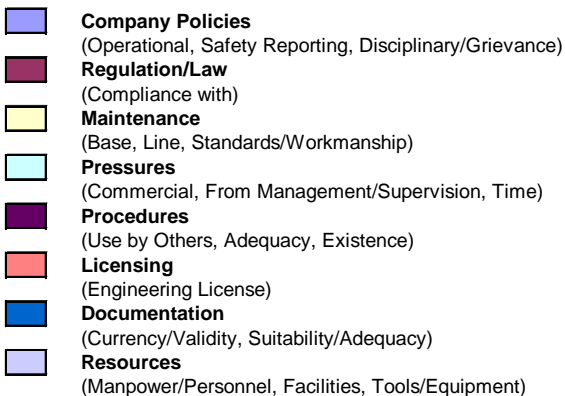 Company Policies
(Operational, Safety Reporting, Disciplinary/Grievance)
Regulation/Law
(Compliance with)
Maintenance
(Base, Line, Standards/Workmanship)
Pressures
(Commercial, From Management/Supervision, Time)
Procedures
(Use by Others, Adequacy, Existence)
Licensing
(Engineering License)
Documentation
(Currency/Validity, Suitability/Adequacy)
Resources
(Manpower/Personnel, Facilities, Tools/Equipment)